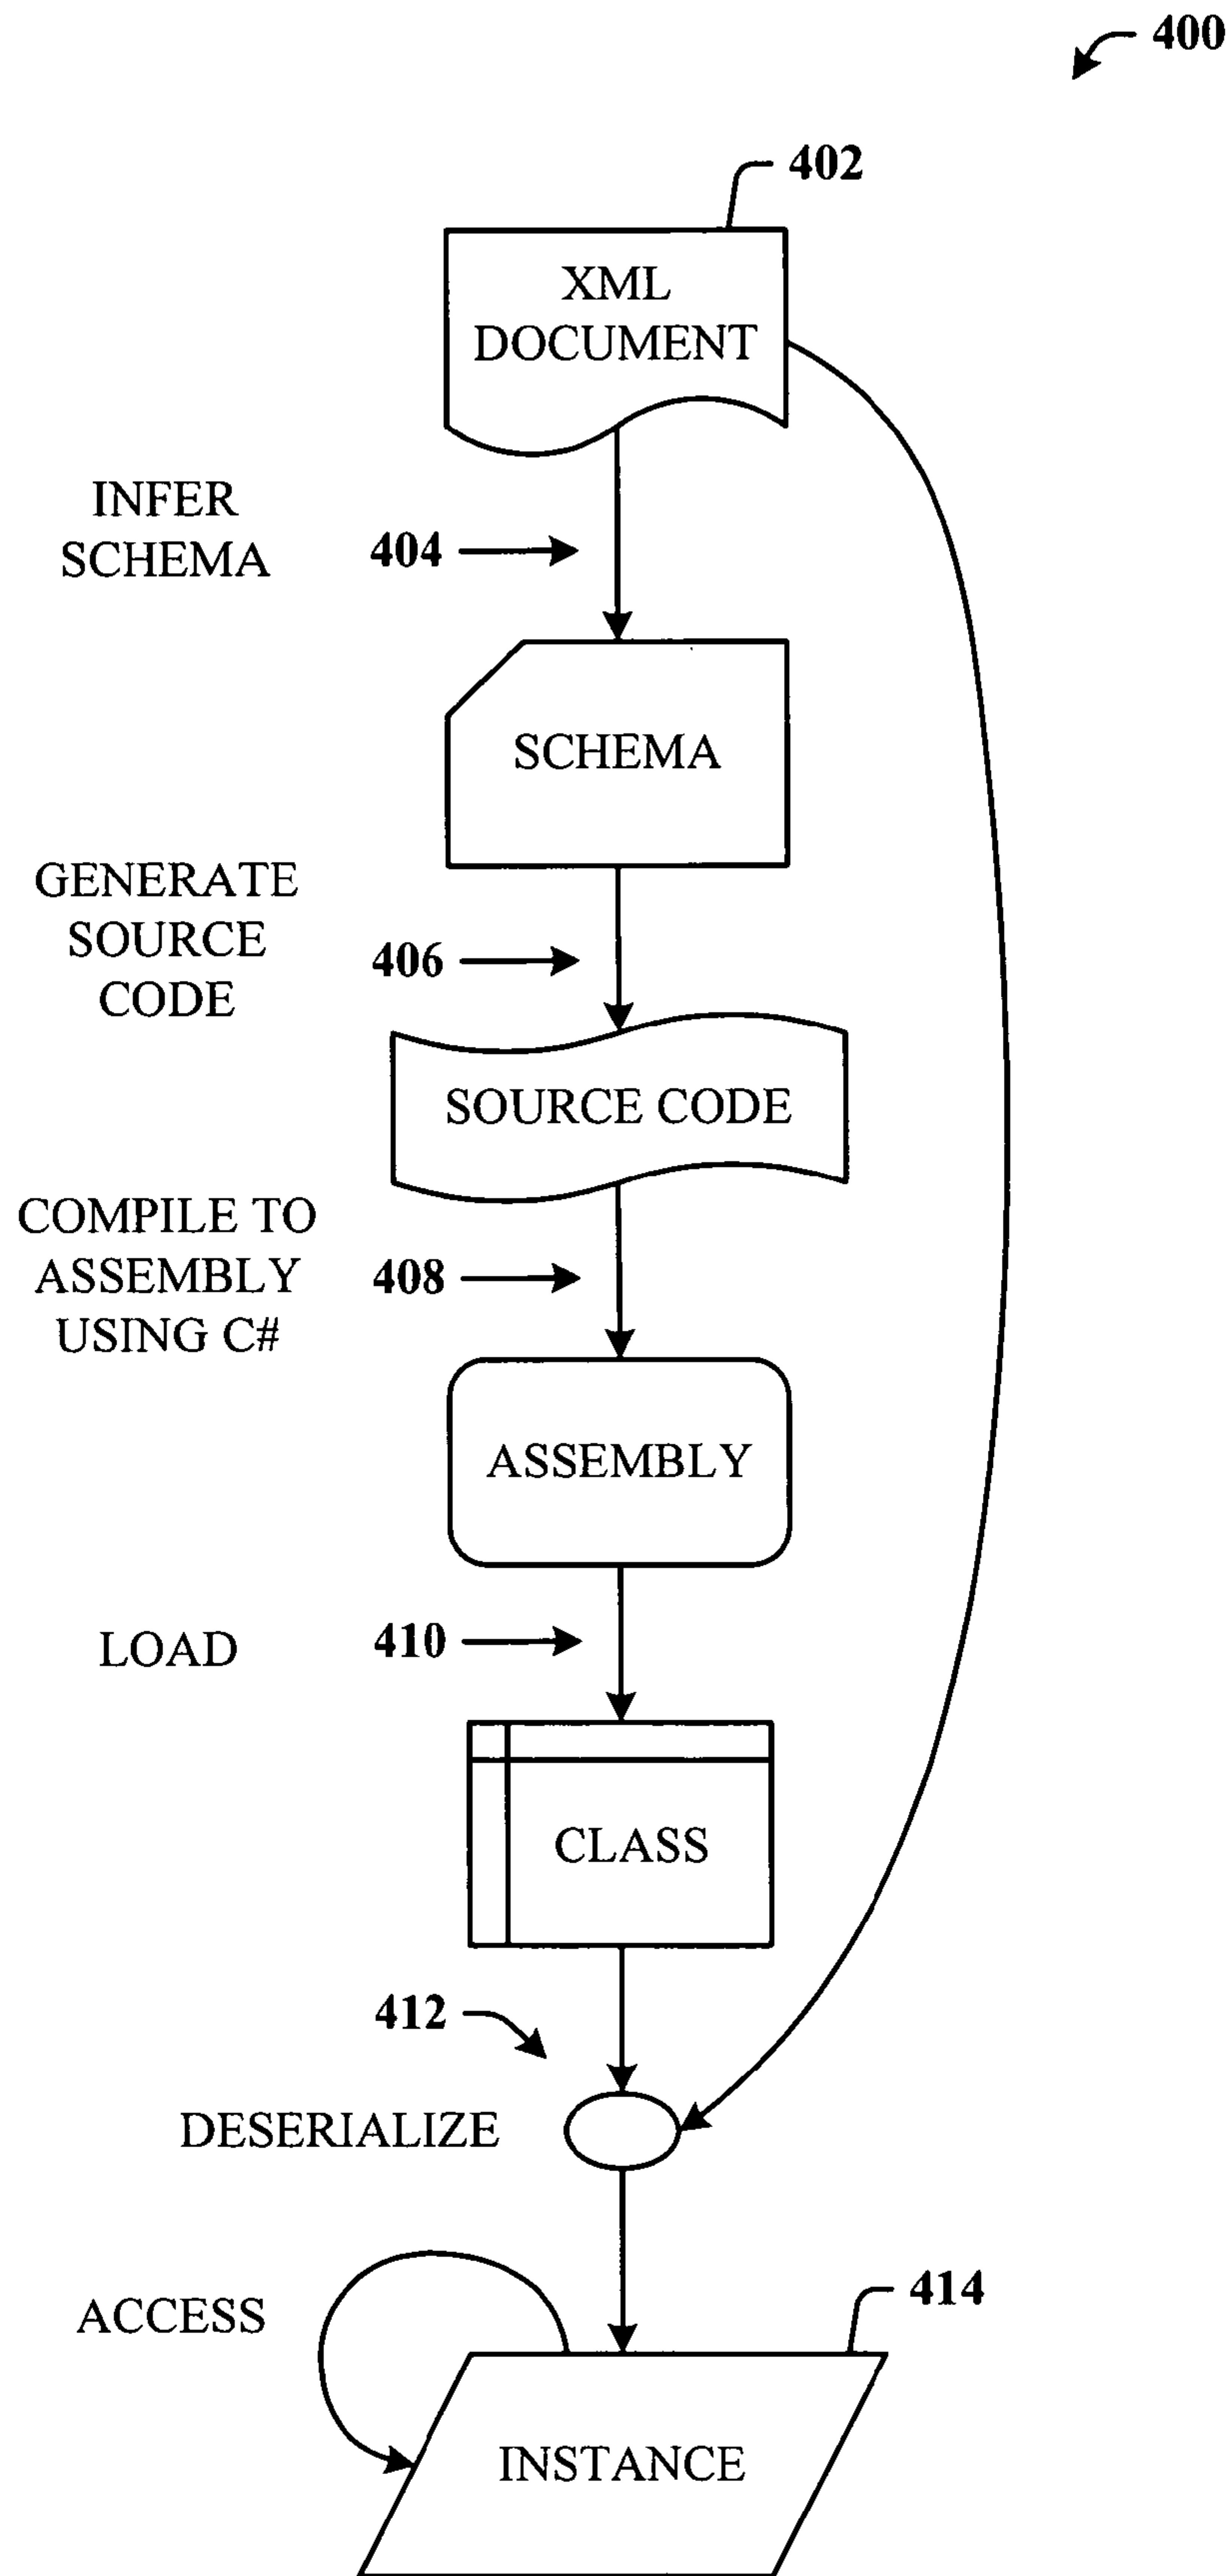 400
402
XML
DOCUMENT
INFER
SCHEMA
404
SCHEMA
GENERATE
SOURCE
CODE
406
SOURCE CODE
COMPILE TO
ASSEMBLY
USING C#
408
ASSEMBLY
LOAD
410
CLASS
412
DESERIALIZE
ACCESS
414
INSTANCE